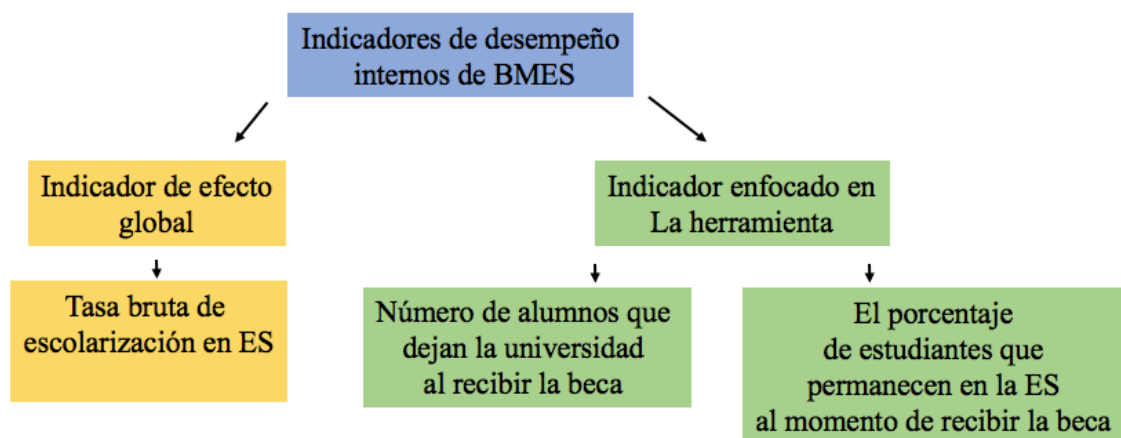 Indicadores de desempeño
internos de BMES
Indicador de efecto
global
Indicador enfocado en
La herramienta
Tasa bruta de
escolarización en ES
Número de alumnos que
dejan la universidad
al recibir la beca
El porcentaje
de estudiantes que
permanecen en la ES
al momento de recibir la beca